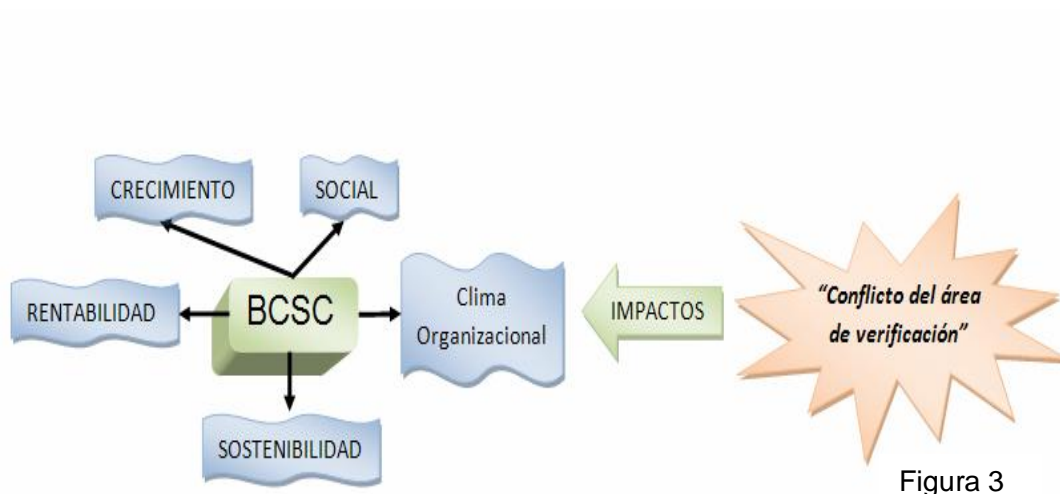 CRECIMIENTO
SOCIAL
RENTABILIDAD
BCSC
Clima
Organizacional
IMPACTOS
“Conflicto del área
de verificación”
SOSTENIBILIDAD
Figura 3